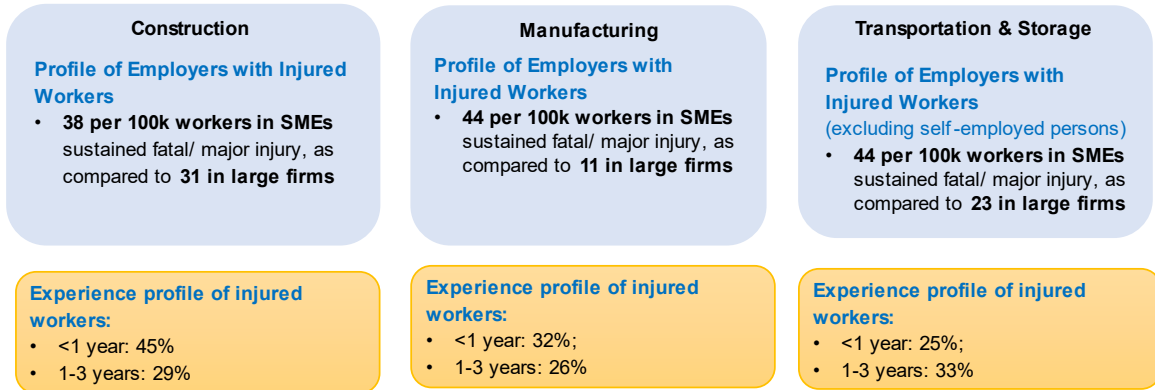 Construction
Profile of Employers with Injured
Workers
• 38 per 100k workers in SMEs
sustained fatal/ major injury, as
compared to 31 in large firms
Manufacturing
Profile of Employers with
Injured Workers
• 44 per 100k workers in SMEs
sustained fatal/ major injury, as
compared to 11 in large firms
Transportation & Storage
Profile of Employers with
Injured Workers
(excluding self-employed persons)
• 44 per 100k workers in SMEs
sustained fatal/ major injury, as
compared to 23 in large firms
Experience profile of injured
workers:
• <1 year: 45%
• 1-3 years: 29%
Experience profile of injured
workers:
• <1 year: 32%;
• 1-3 years: 26%
Experience profile of injured
workers:
• <1 year: 25%;
• 1-3 years: 33%